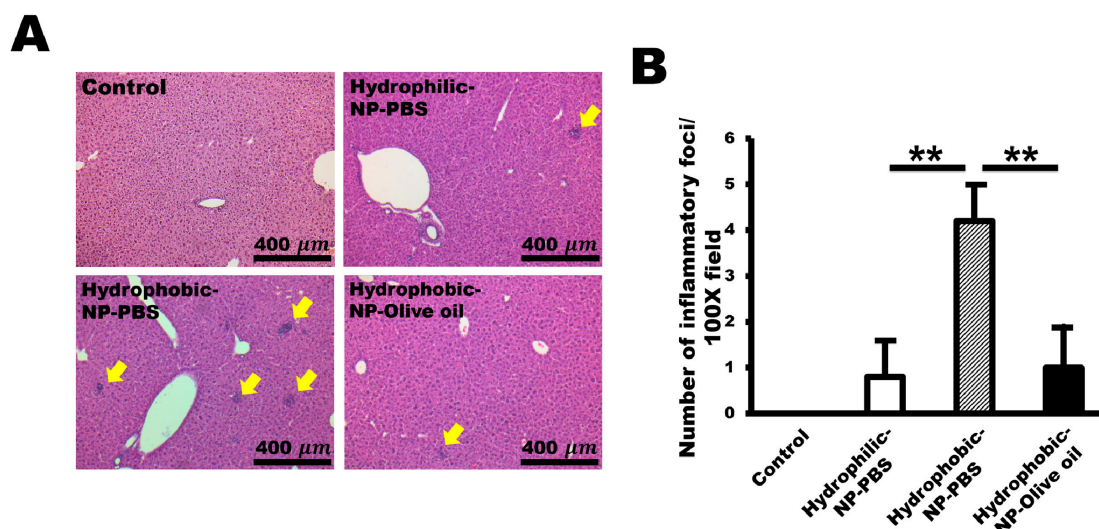 A
Control
400 μm
Hydrophilic-
NP-PBS
400 μm
Hydrophobic-
NP-PBS
400 μm
Hydrophobic-
NP-Olive oil
400 μm
B
Number of inflammatory foci/
100X field
6
5
4
3
2
1
0
**
**
Control
Hydrophilic-
NP-PBS
Hydrophobic-
NP-PBS
Hydrophobic-
NP-Olive oil